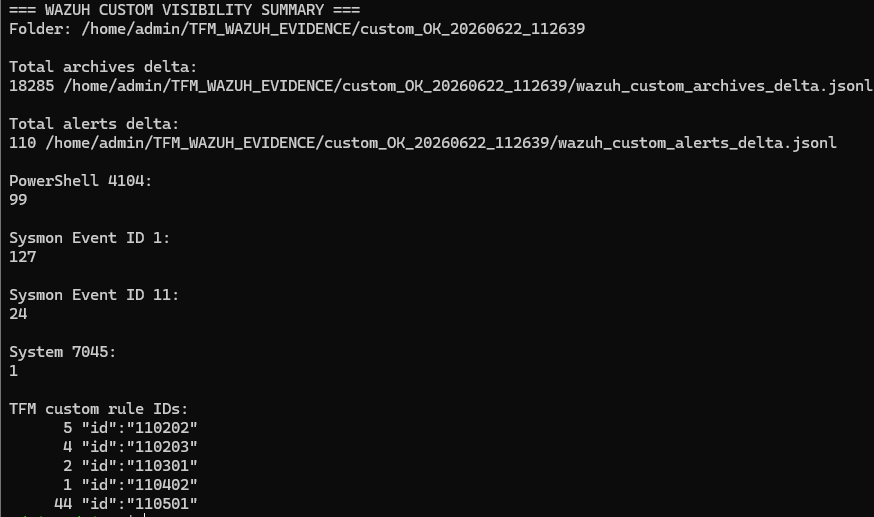 === WAZUH CUSTOM VISIBILITY SUMMARY ===
Folder: /home/admin/TFM_WAZUH_EVIDENCE/custom_OK_20260622_112639
Total archives delta:
18285 /home/admin/TFM_WAZUH_EVIDENCE/custom_OK_20260622_112639/wazuh_custom_archives_delta.jsonl
Total alerts delta:
110 /home/admin/TFM_WAZUH_EVIDENCE/custom_OK_20260622_112639/wazuh_custom_alerts_delta.jsonl
PowerShell 4104:
99
Sysmon Event ID 1:
127
Sysmon Event ID 11:
24
System 7045:
1
TFM custom rule IDs:
5 "id":"110202"
4 "id":"110203"
2 "id":"110301"
1 "id":"110402"
44 "id":"110501"